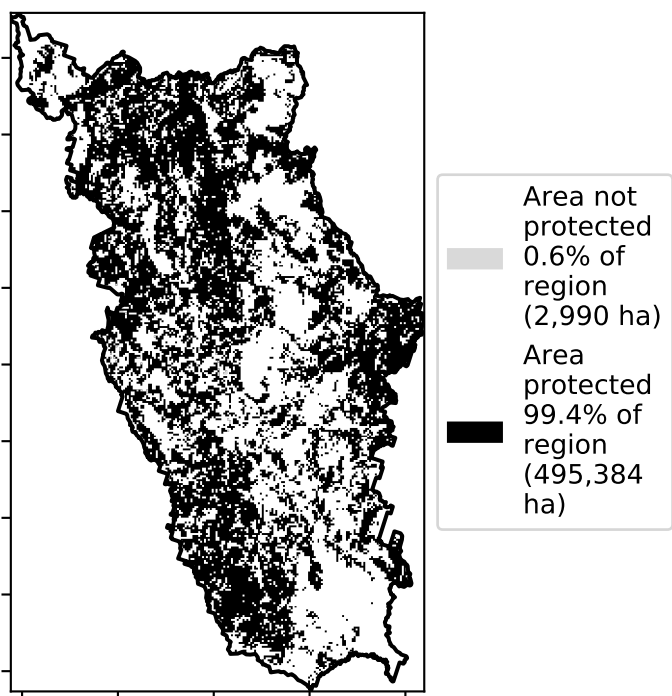 Area not
protected
0.6% of
region
(2,990 ha)
Area
protected
99.4% of
region
(495,384
ha)